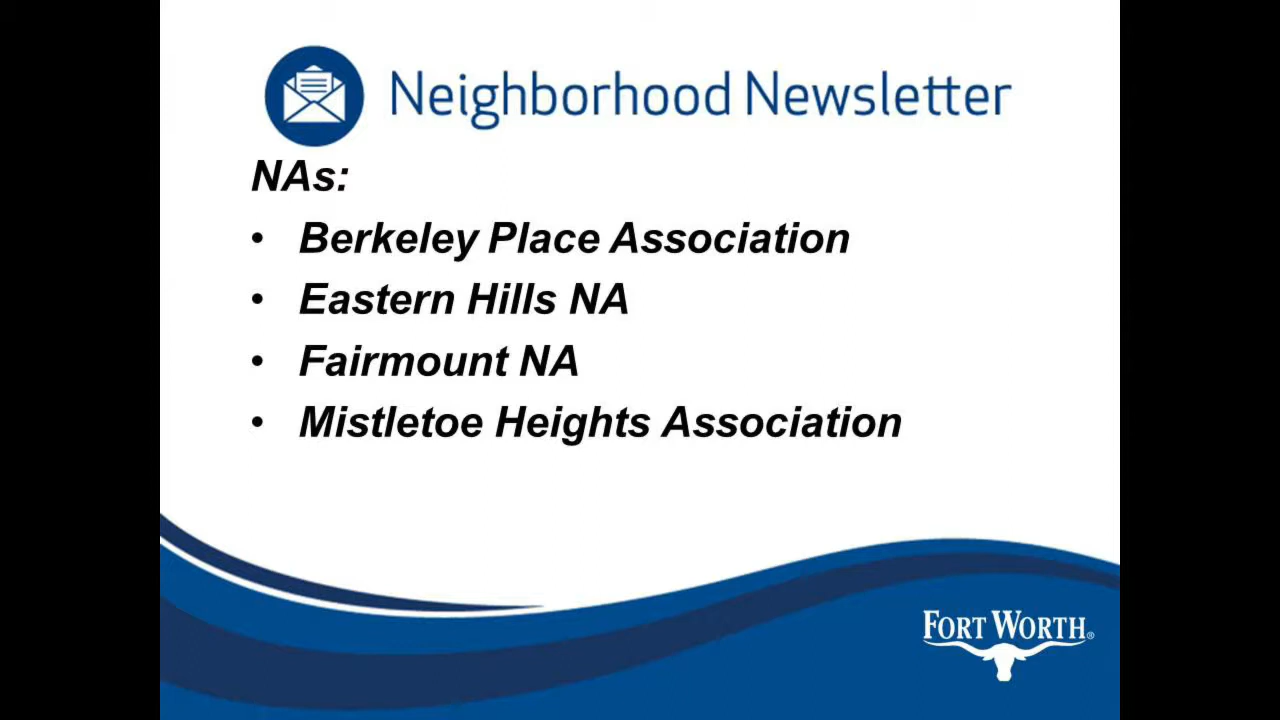 Neighborhood Newsletter
NAs:
• Berkeley Place Association
• Eastern Hills NA
• Fairmount NA
• Mistletoe Heights Association
FORT WORTH®